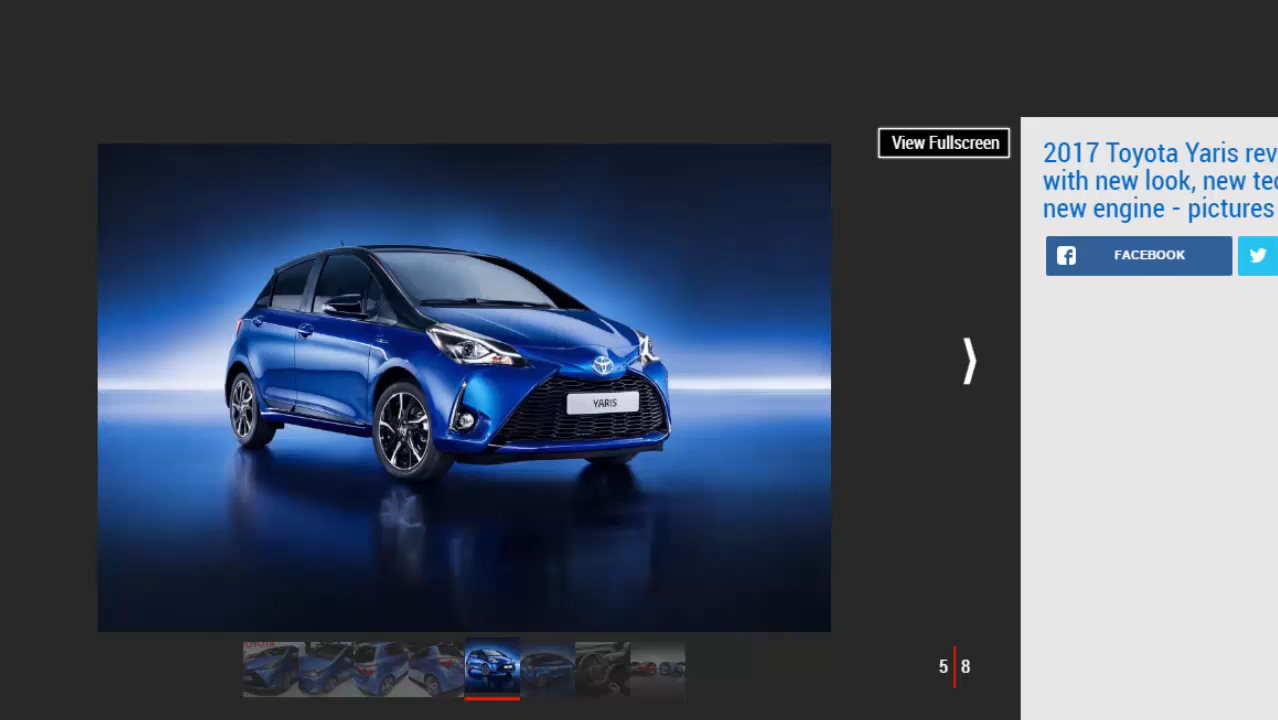 View Fullscreen
2017 Toyota Yaris rev
with new look, new tec
new engine - pictures
FACEBOOK
YARIS
5 8